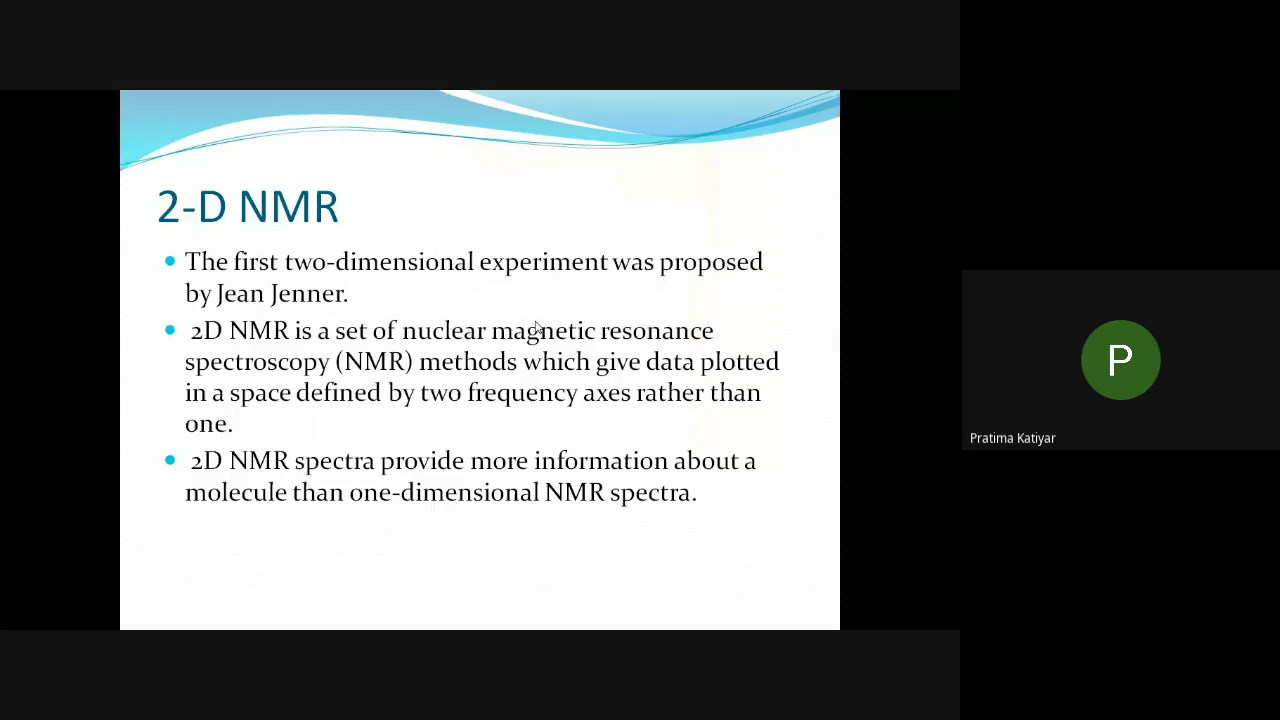 2-D NMR
The first two-dimensional experiment was proposed
by Jean Jenner.
2D NMR is a set of nuclear magnetic resonance
spectroscopy (NMR) methods which give data plotted
in a space defined by two frequency axes rather than
one.
2D NMR spectra provide more information about a
molecule than one-dimensional NMR spectra.
P
Pratima Katiyar